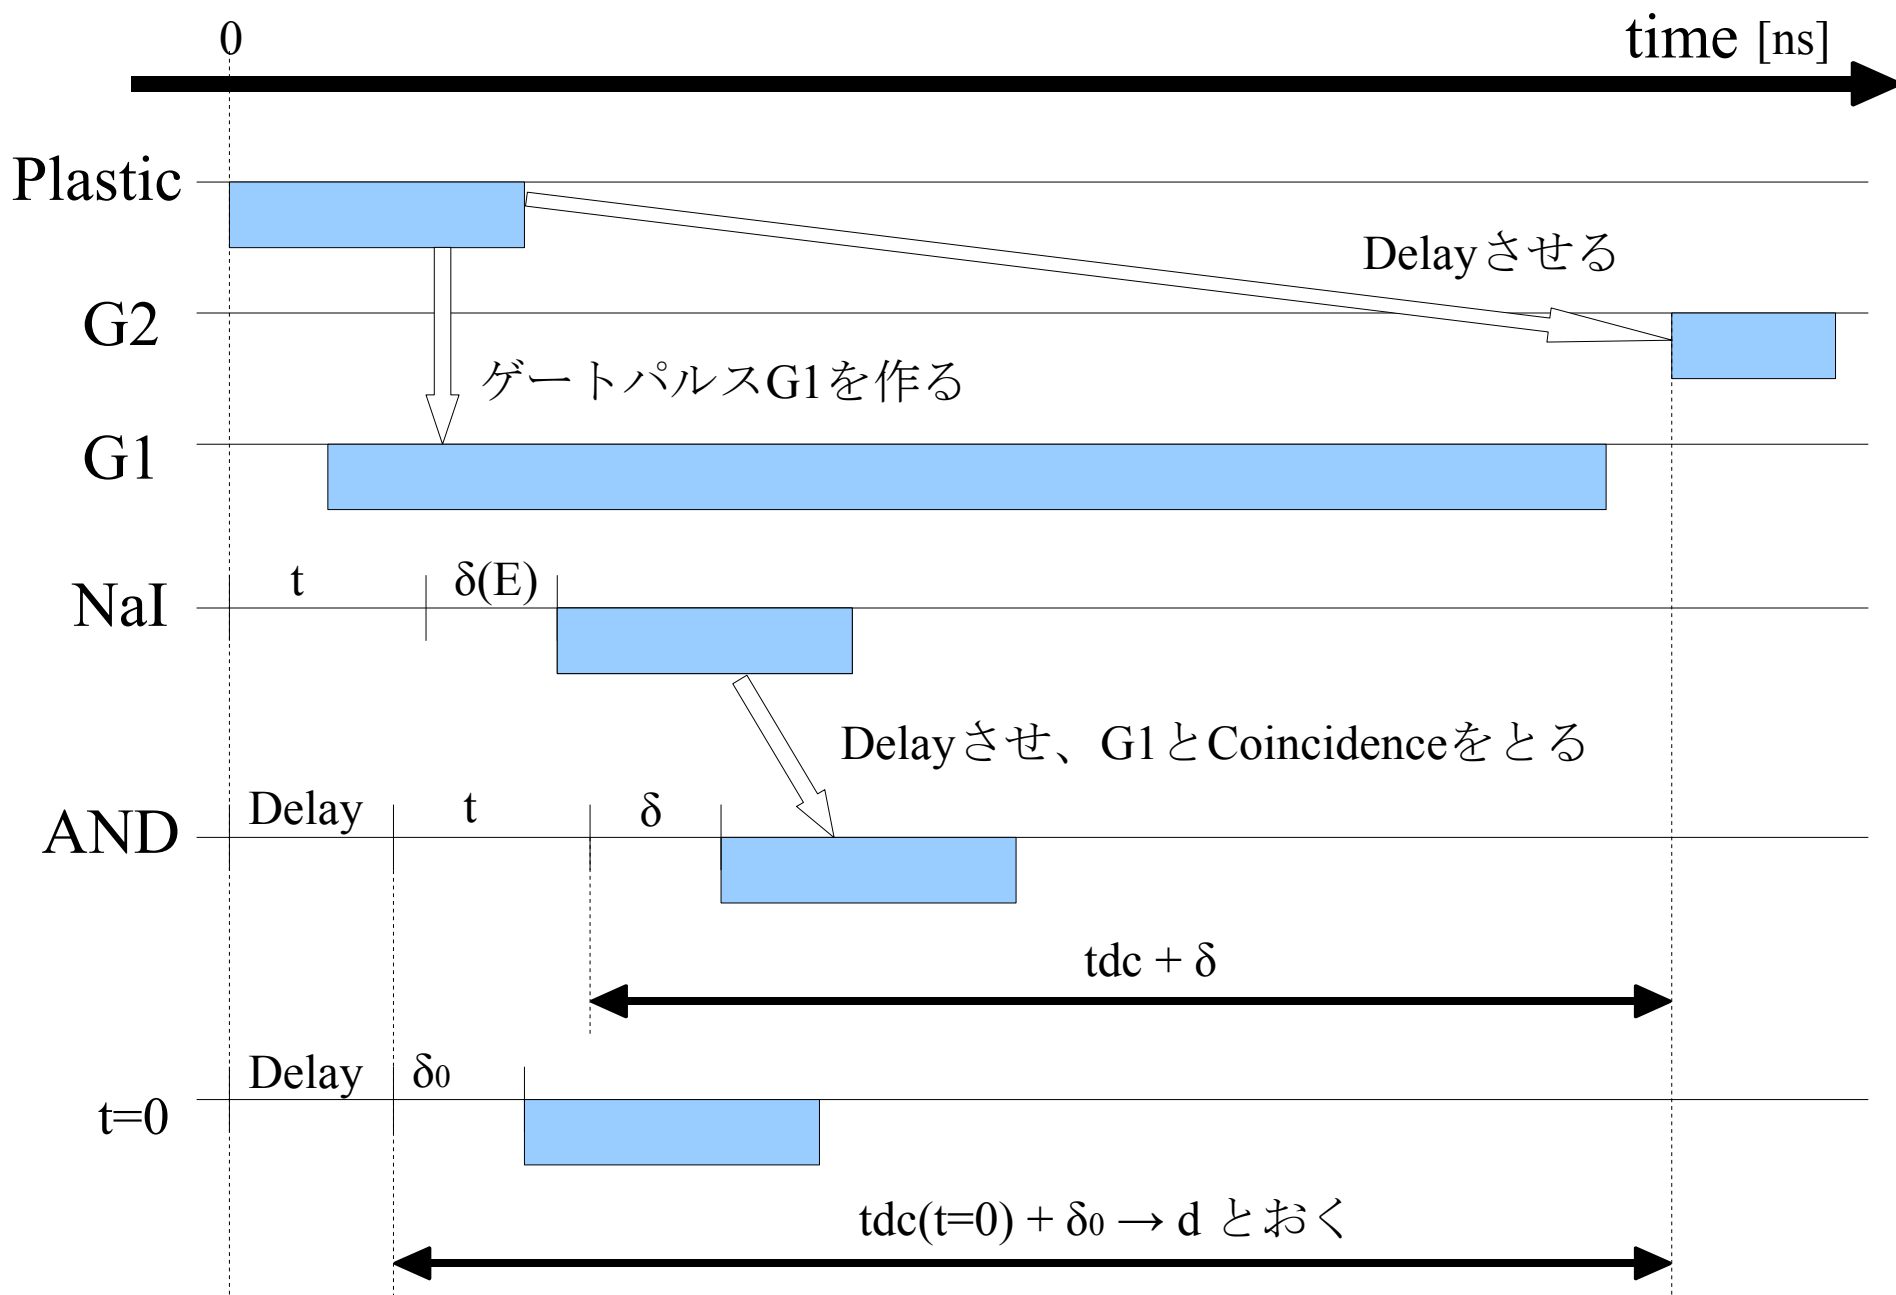 0
time [ns]
Plastic
Delayさせる
G2
ゲートパルスG1を作る
G1
t
δ(E)
NaI
Delayさせ、G1とCoincidenceをとる
Delay
t
δ
AND
tdc + δ
Delay
δ0
t=0
tdc(t=0) + δ0 → d とおく